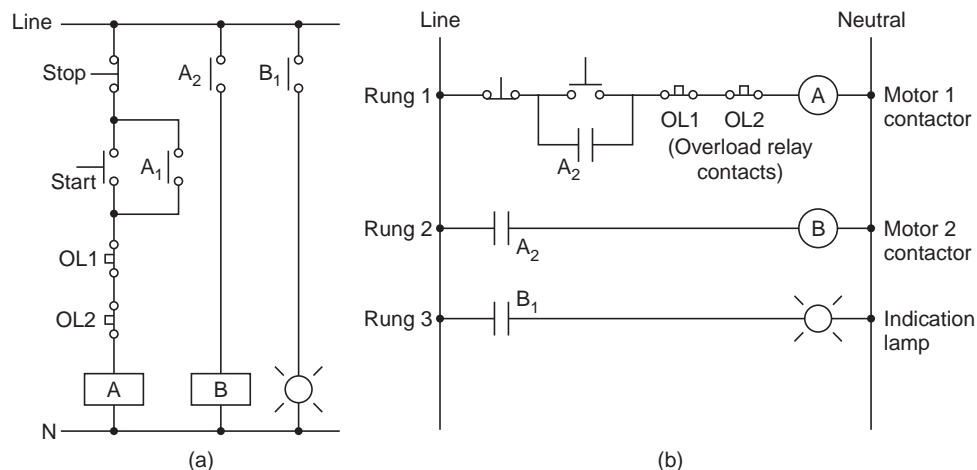 Line
Stop
A2
B1
Start
A1
OL1
OL2
A
B
N
(a)
Line
Neutral
Rung 1
OL1
OL2
A
Motor 1
contactor
(Overload relay
contacts)
A2
Rung 2
A2
B
Motor 2
contactor
Rung 3
B1
Indication
lamp
(b)